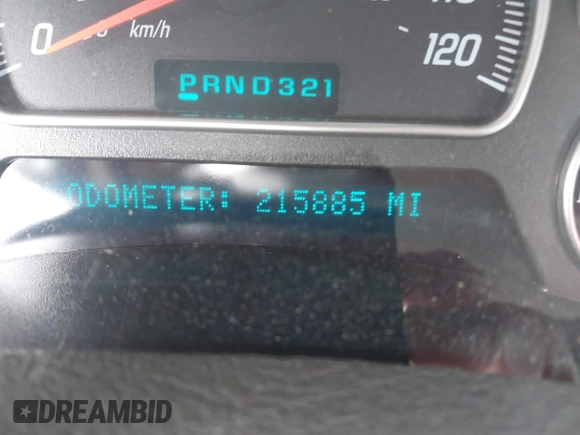 0
km/h
120
PRND321
ODOMETER: 215885 MI
DREAMBID